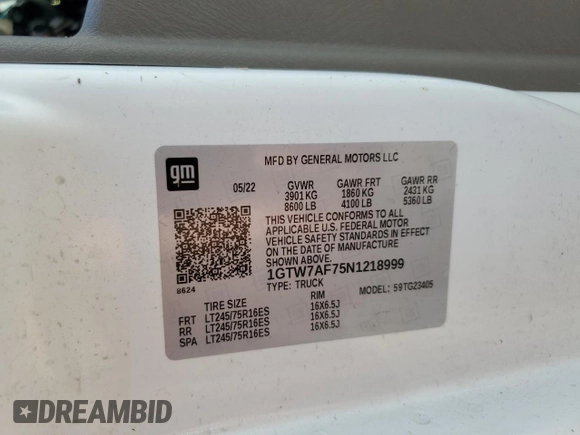 gm
MFD BY GENERAL MOTORS LLC
05/22 GVWR GAWR FRT GAWR RR
3901 KG 1860 KG 2431 KG
8600 LB 4100 LB 5360 LB
THIS VEHICLE CONFORMS TO ALL
APPLICABLE U.S. FEDERAL MOTOR
VEHICLE SAFETY STANDARDS IN EFFECT
ON THE DATE OF MANUFACTURE
SHOWN ABOVE.
1GTW7AF75N1218999
8624 TYPE: TRUCK MODEL: 59TG23405
TIRE SIZE RIM
FRT LT245/75R16ES 16X6.5J
RR LT245/75R16ES 16X6.5J
SPA LT245/75R16ES 16X6.5J
DREAMBID